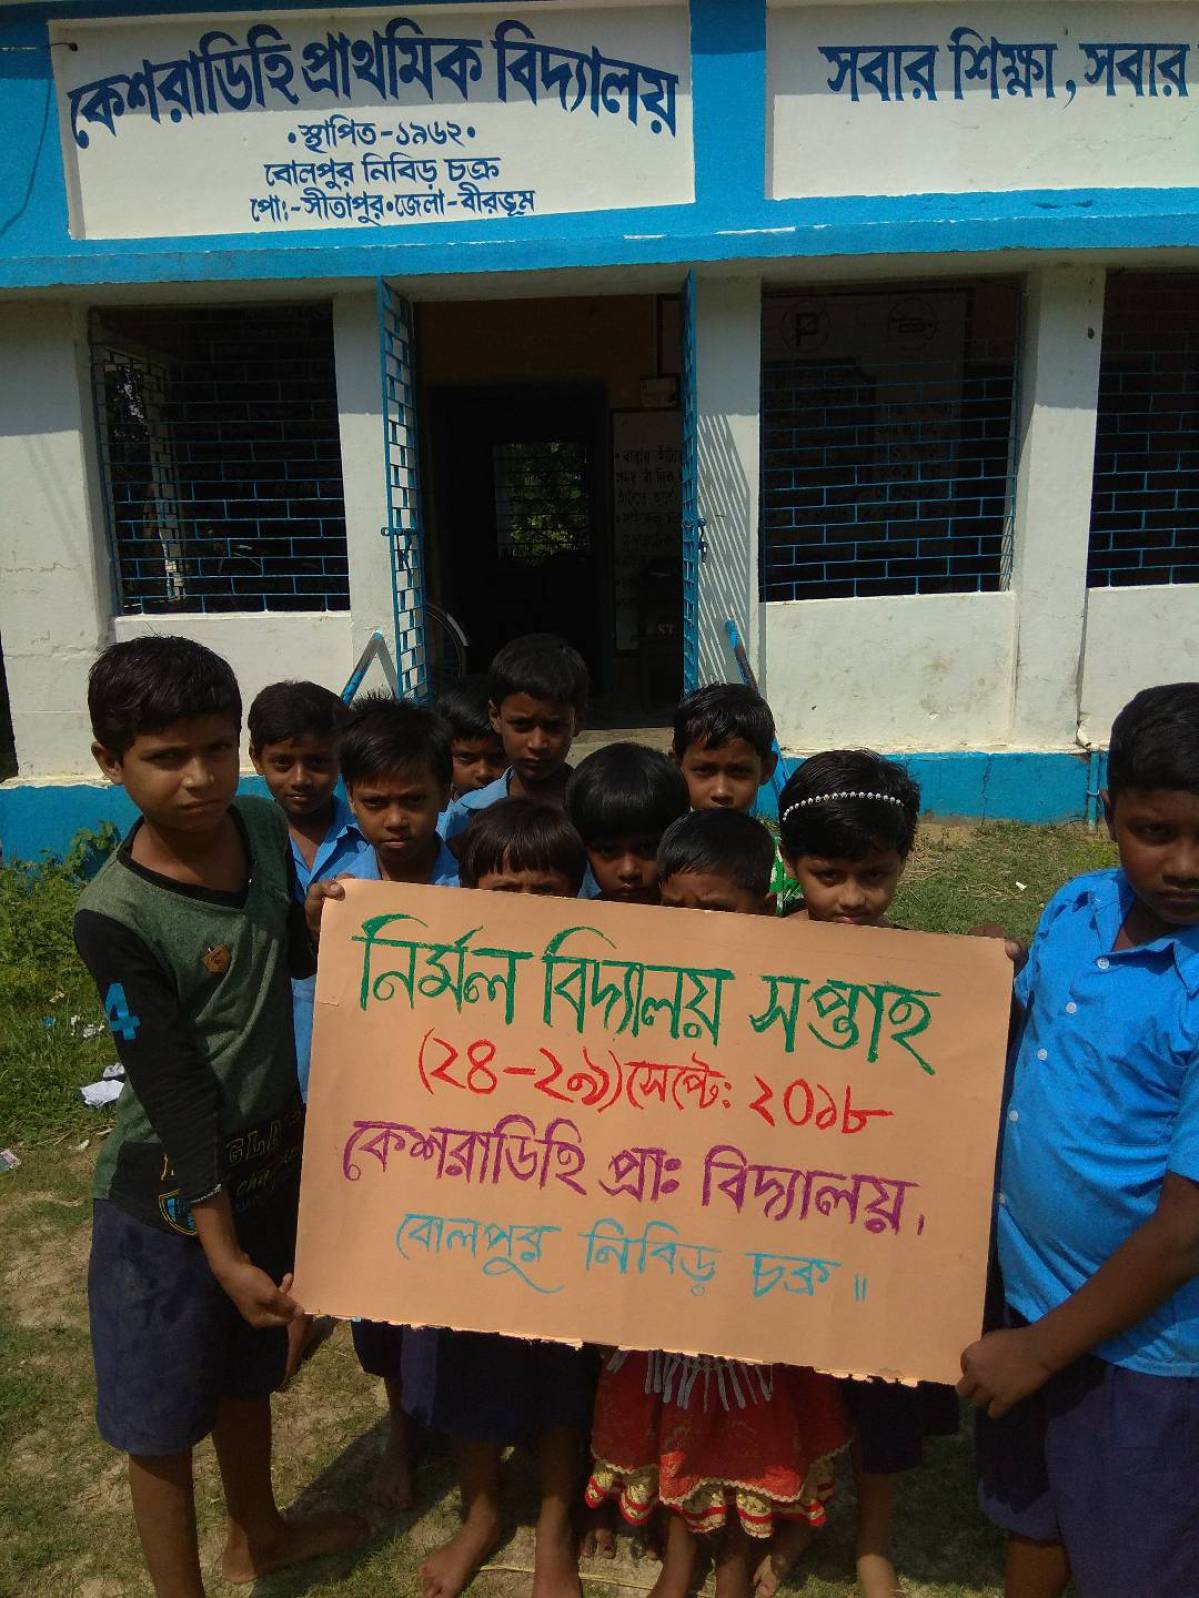 কেশরাডিহি প্রাথমিক বিদ্যালয়
•স্থাপিত-১৯৬২•
বোলপুর নিবিড় চক্র
পো:-সীতাপুর•জেলা-বীরভূম
সবার শিক্ষা, সবার
P
নির্মল বিদ্যালয় সপ্তাহ
(২৪-২৯)সেপ্টে: ২০১৮
কেশরাডিহি প্রাঃ বিদ্যালয়।
বোলপুর নিবিড় চক্র॥
4